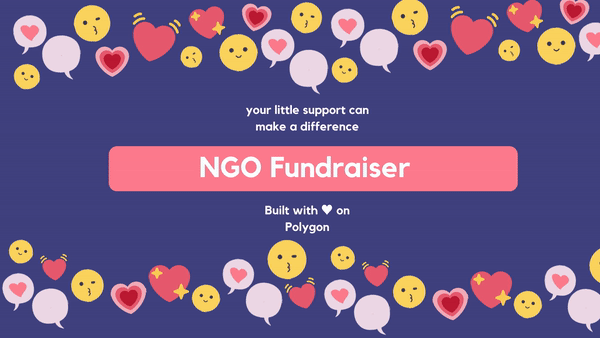 your little support can
make a difference
NGO Fundraiser
Built with ♥ on
Polygon